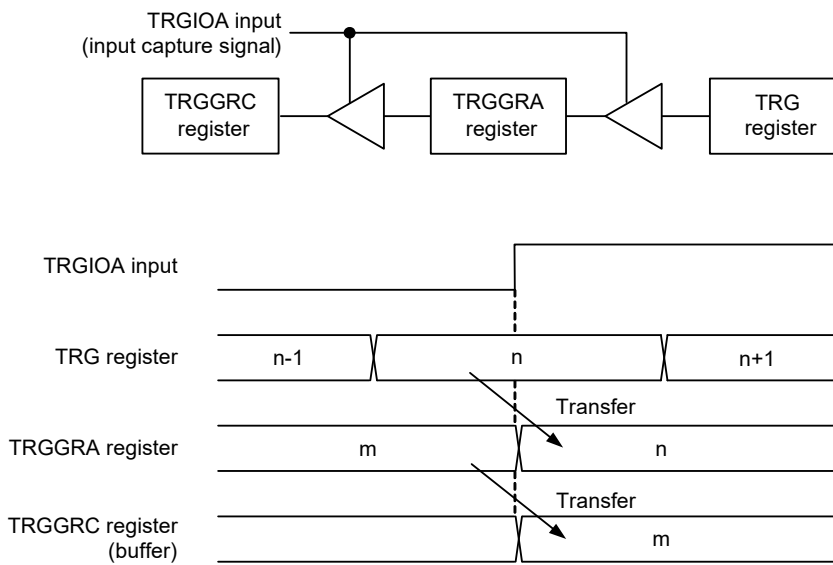 TRGIOA input
(input capture signal)
TRGGRC
register
TRGGRA
register
TRG
register
TRGIOA input
TRG register
n-1
n
n+1
Transfer
TRGGRA register
m
n
Transfer
TRGGRC register
(buffer)
m